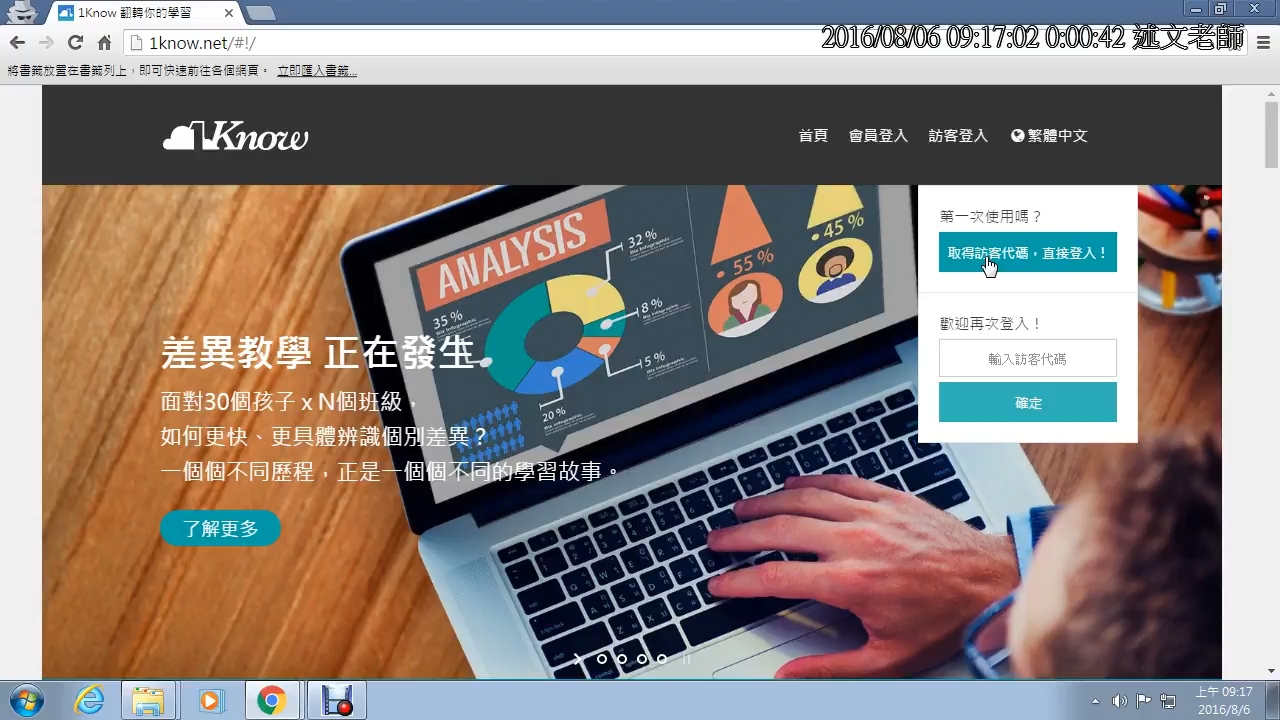 1Know 翻轉你的學習
1know.net/#!/
2016/08/06 09:17:02 0:00:42 述文老師
將書籤放置在書籤列上，即可快速前往各個網頁。 立即匯入書籤...
1Know
首頁 會員登入 訪客登入 繁體中文
第一次使用嗎？
取得訪客代碼，直接登入！
歡迎再次登入！
輸入訪客代碼
確定
ANALYSIS
32 %
35 %
8 %
5 %
20 %
55 %
45 %
差異教學 正在發生
面對30個孩子 x N個班級，
如何更快、更具體辨識個別差異？
一個個不同歷程，正是一個個不同的學習故事。
了解更多
上午 09:17
2016/8/6